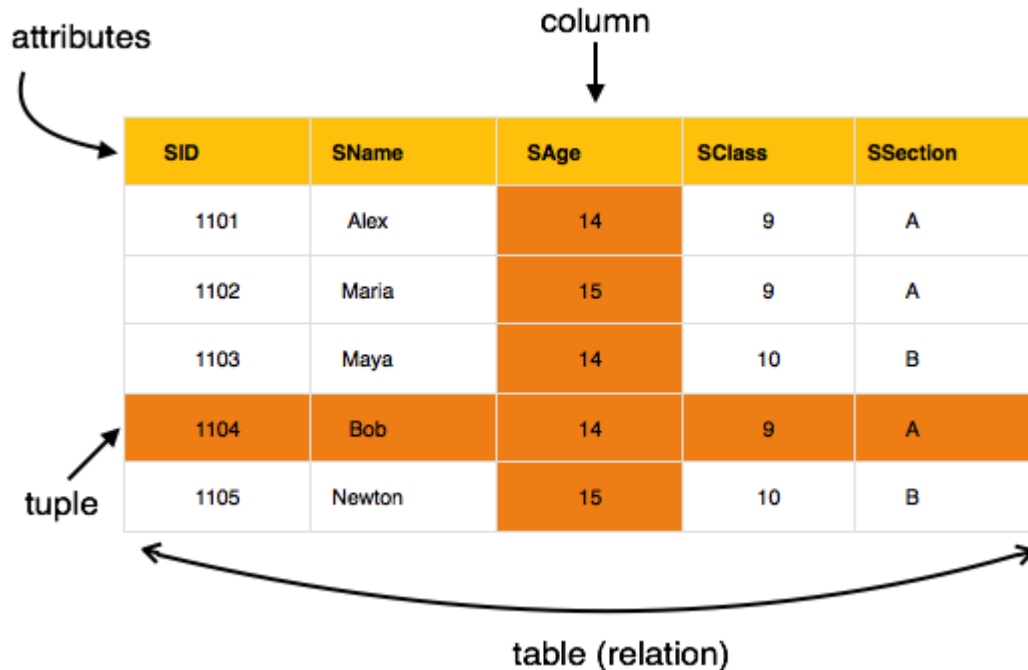 column
attributes
SID SName SAge SClass SSection
1101 Alex 14 9 A
1102 Maria 15 9 A
1103 Maya 14 10 B
1104 Bob 14 9 A
tuple
1105 Newton 15 10 B
table (relation)